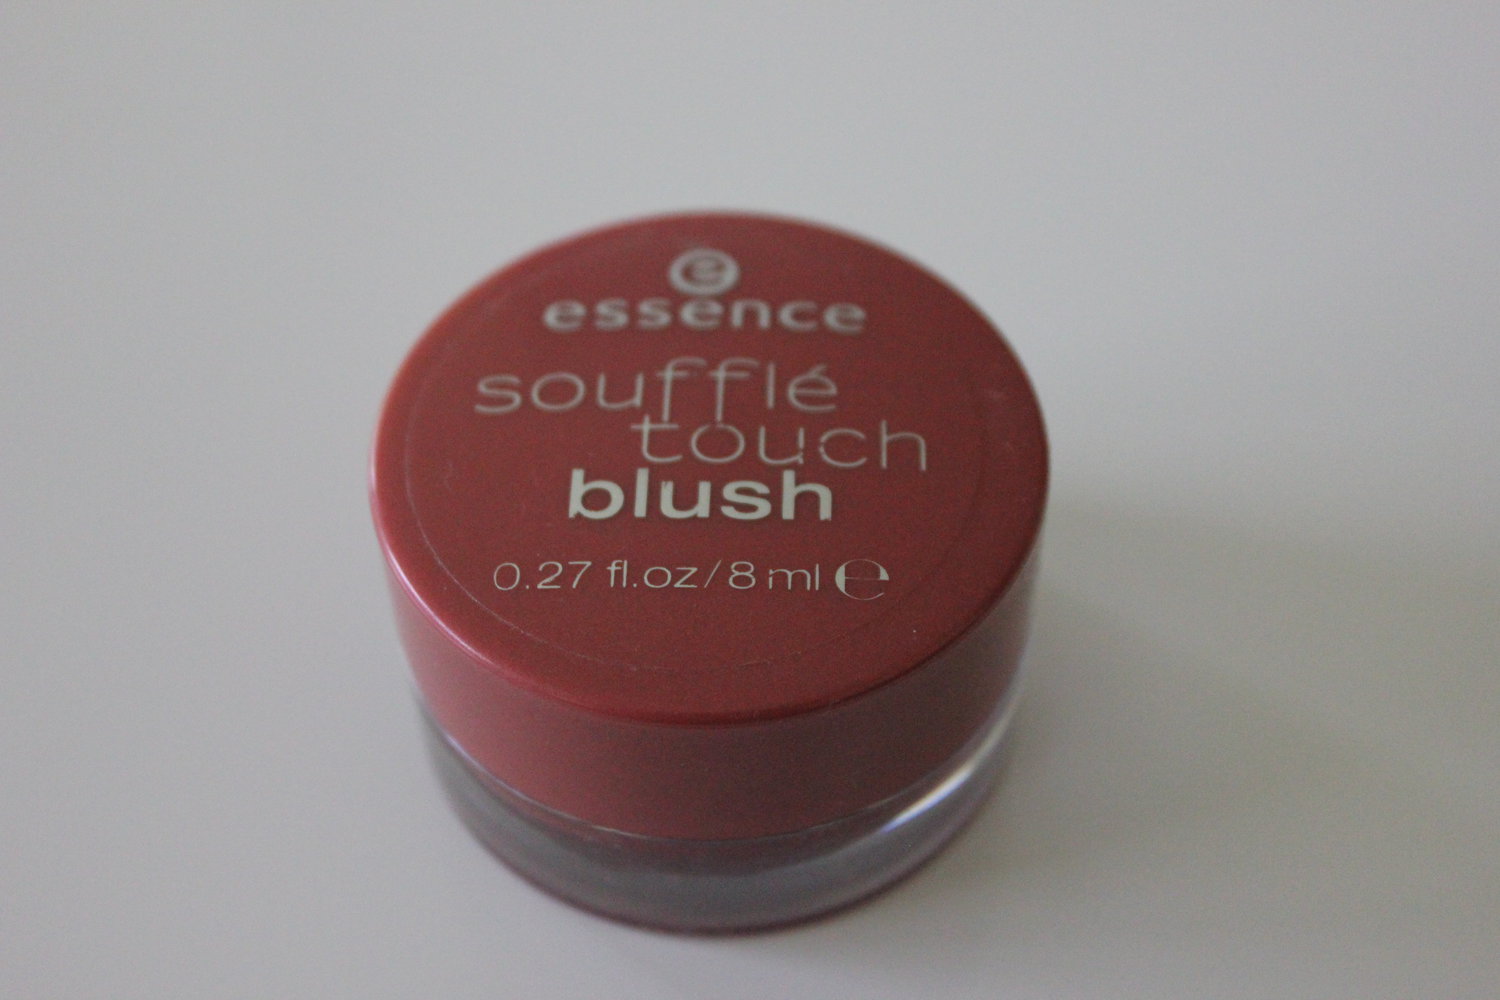 e
essence
soufflé
touch
blush
0.27 fl.oz/8 ml ℮